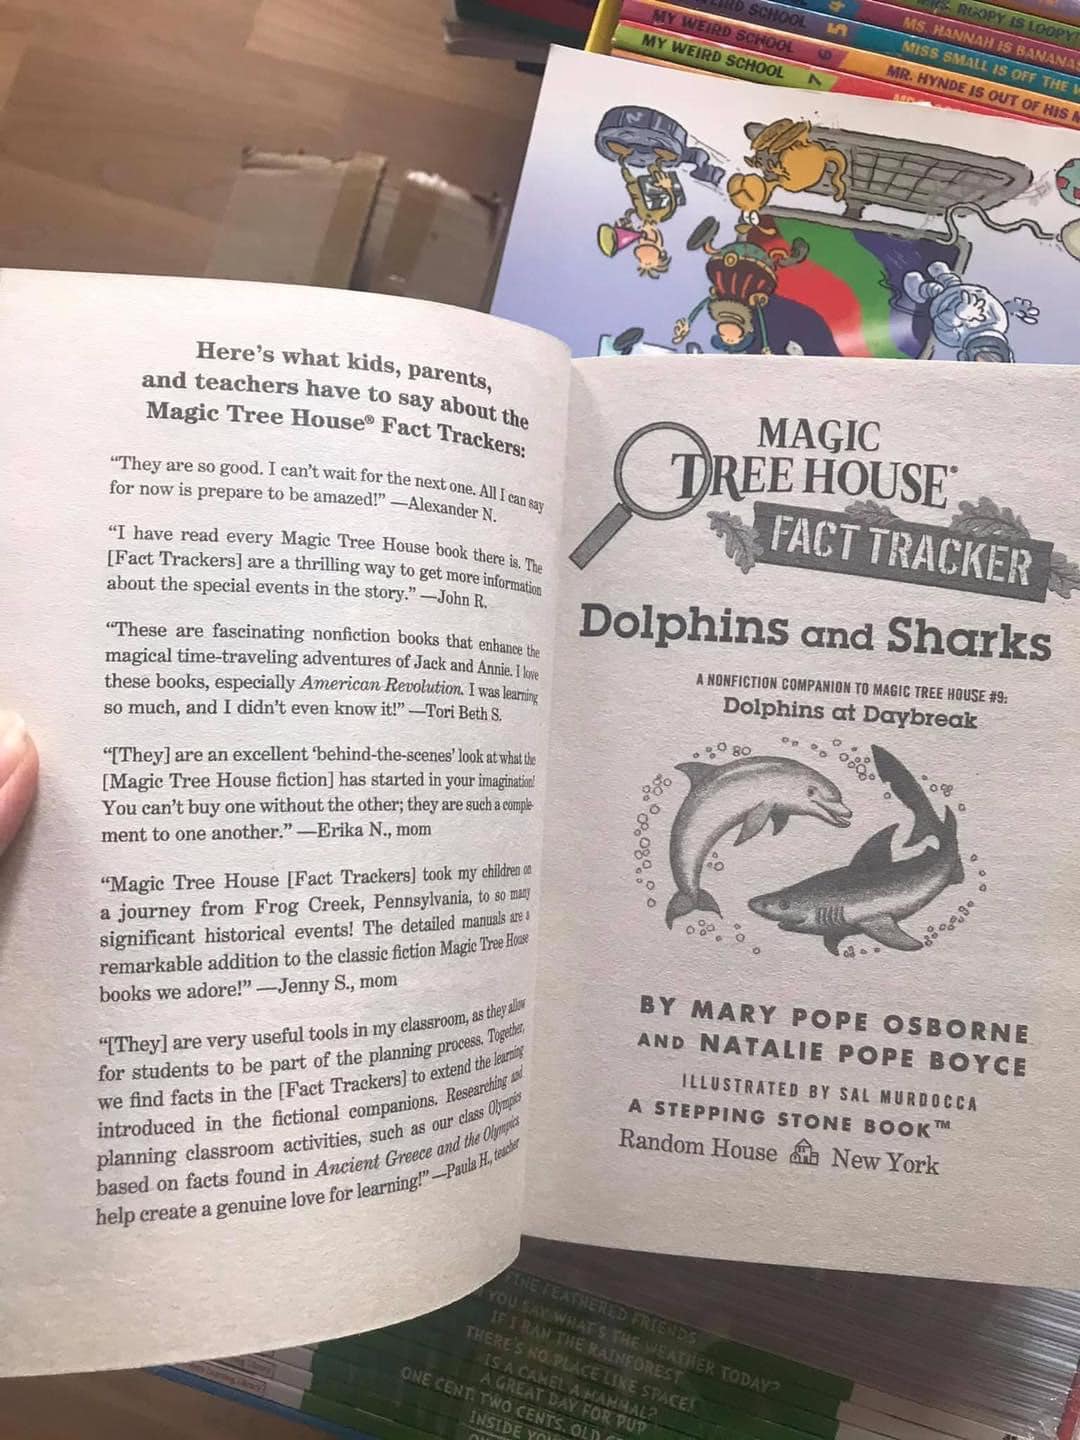 MY WEIRD SCHOOL 5
MS. HANNAH IS BANANAS
MY WEIRD SCHOOL 6
MISS SMALL IS OFF THE
MY WEIRD SCHOOL 7
MR. HYNDE IS OUT OF HIS
Here's what kids, parents,
and teachers have to say about the
Magic Tree House® Fact Trackers:
“They are so good. I can't wait for the next one. All I can say
for now is prepare to be amazed!” —Alexander N.
“I have read every Magic Tree House book there is. The
[Fact Trackers] are a thrilling way to get more information
about the special events in the story.” —John R.
“These are fascinating nonfiction books that enhance the
magical time-traveling adventures of Jack and Annie. I love
these books, especially American Revolution. I was learning
so much, and I didn't even know it!” —Tori Beth S.
“[They] are an excellent ‘behind-the-scenes’ look at what the
[Magic Tree House fiction] has started in your imagination!
You can't buy one without the other; they are such a comple-
ment to one another.” —Erika N., mom
“Magic Tree House [Fact Trackers] took my children on
a journey from Frog Creek, Pennsylvania, to so many
significant historical events! The detailed manuals are a
remarkable addition to the classic fiction Magic Tree House
books we adore!” —Jenny S., mom
“[They] are very useful tools in my classroom, as they allow
for students to be part of the planning process. Together,
we find facts in the [Fact Trackers] to extend the learning
introduced in the fictional companions. Researching and
planning classroom activities, such as our class Olympics
based on facts found in Ancient Greece and the Olympics
help create a genuine love for learning!” —Paula H., teacher
MAGIC
TREE HOUSE®
FACT TRACKER
Dolphins and Sharks
A NONFICTION COMPANION TO MAGIC TREE HOUSE #9:
Dolphins at Daybreak
BY MARY POPE OSBORNE
AND NATALIE POPE BOYCE
ILLUSTRATED BY SAL MURDOCCA
A STEPPING STONE BOOK™
Random House New York
FINE FEATHERED FRIENDS
YOU SAY WHAT'S THE WEATHER TODAY?
IF I RAN THE RAINFOREST
THERE'S NO PLACE LIKE SPACE!
IS A CAMEL A MAMMAL?
A GREAT DAY FOR PUP
ONE CENT, TWO CENTS, OLD
INSIDE